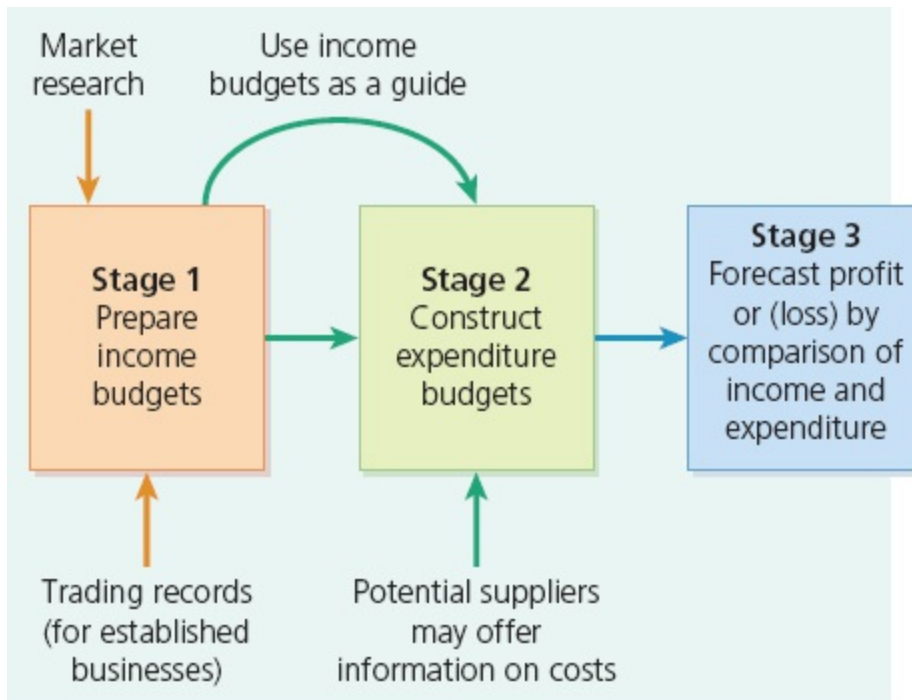 Market
research
Use income
budgets as a guide
Stage 1
Prepare
income
budgets
Stage 2
Construct
expenditure
budgets
Stage 3
Forecast profit
or (loss) by
comparison of
income and
expenditure
Trading records
(for established
businesses)
Potential suppliers
may offer
information on costs